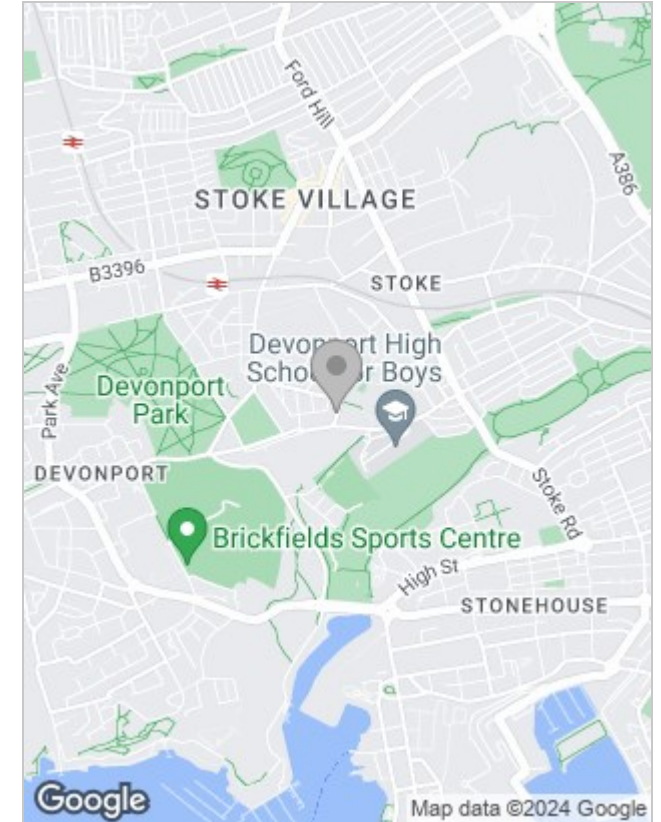 Ford Hill
A386
STOKE VILLAGE
B3396
STOKE
Devonport High
School for Boys
Devonport
Park
Park Ave
DEVONPORT
Stoke Rd
Brickfields Sports Centre
High St
STONEHOUSE
Google
Map data ©2024 Google